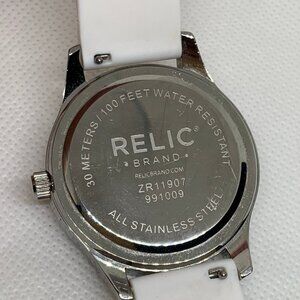 30 METERS / 100 FEET WATER RESISTANT
RELIC®
•BRAND•
RELICBRAND.COM
ZR11907
991009
ALL STAINLESS STEEL